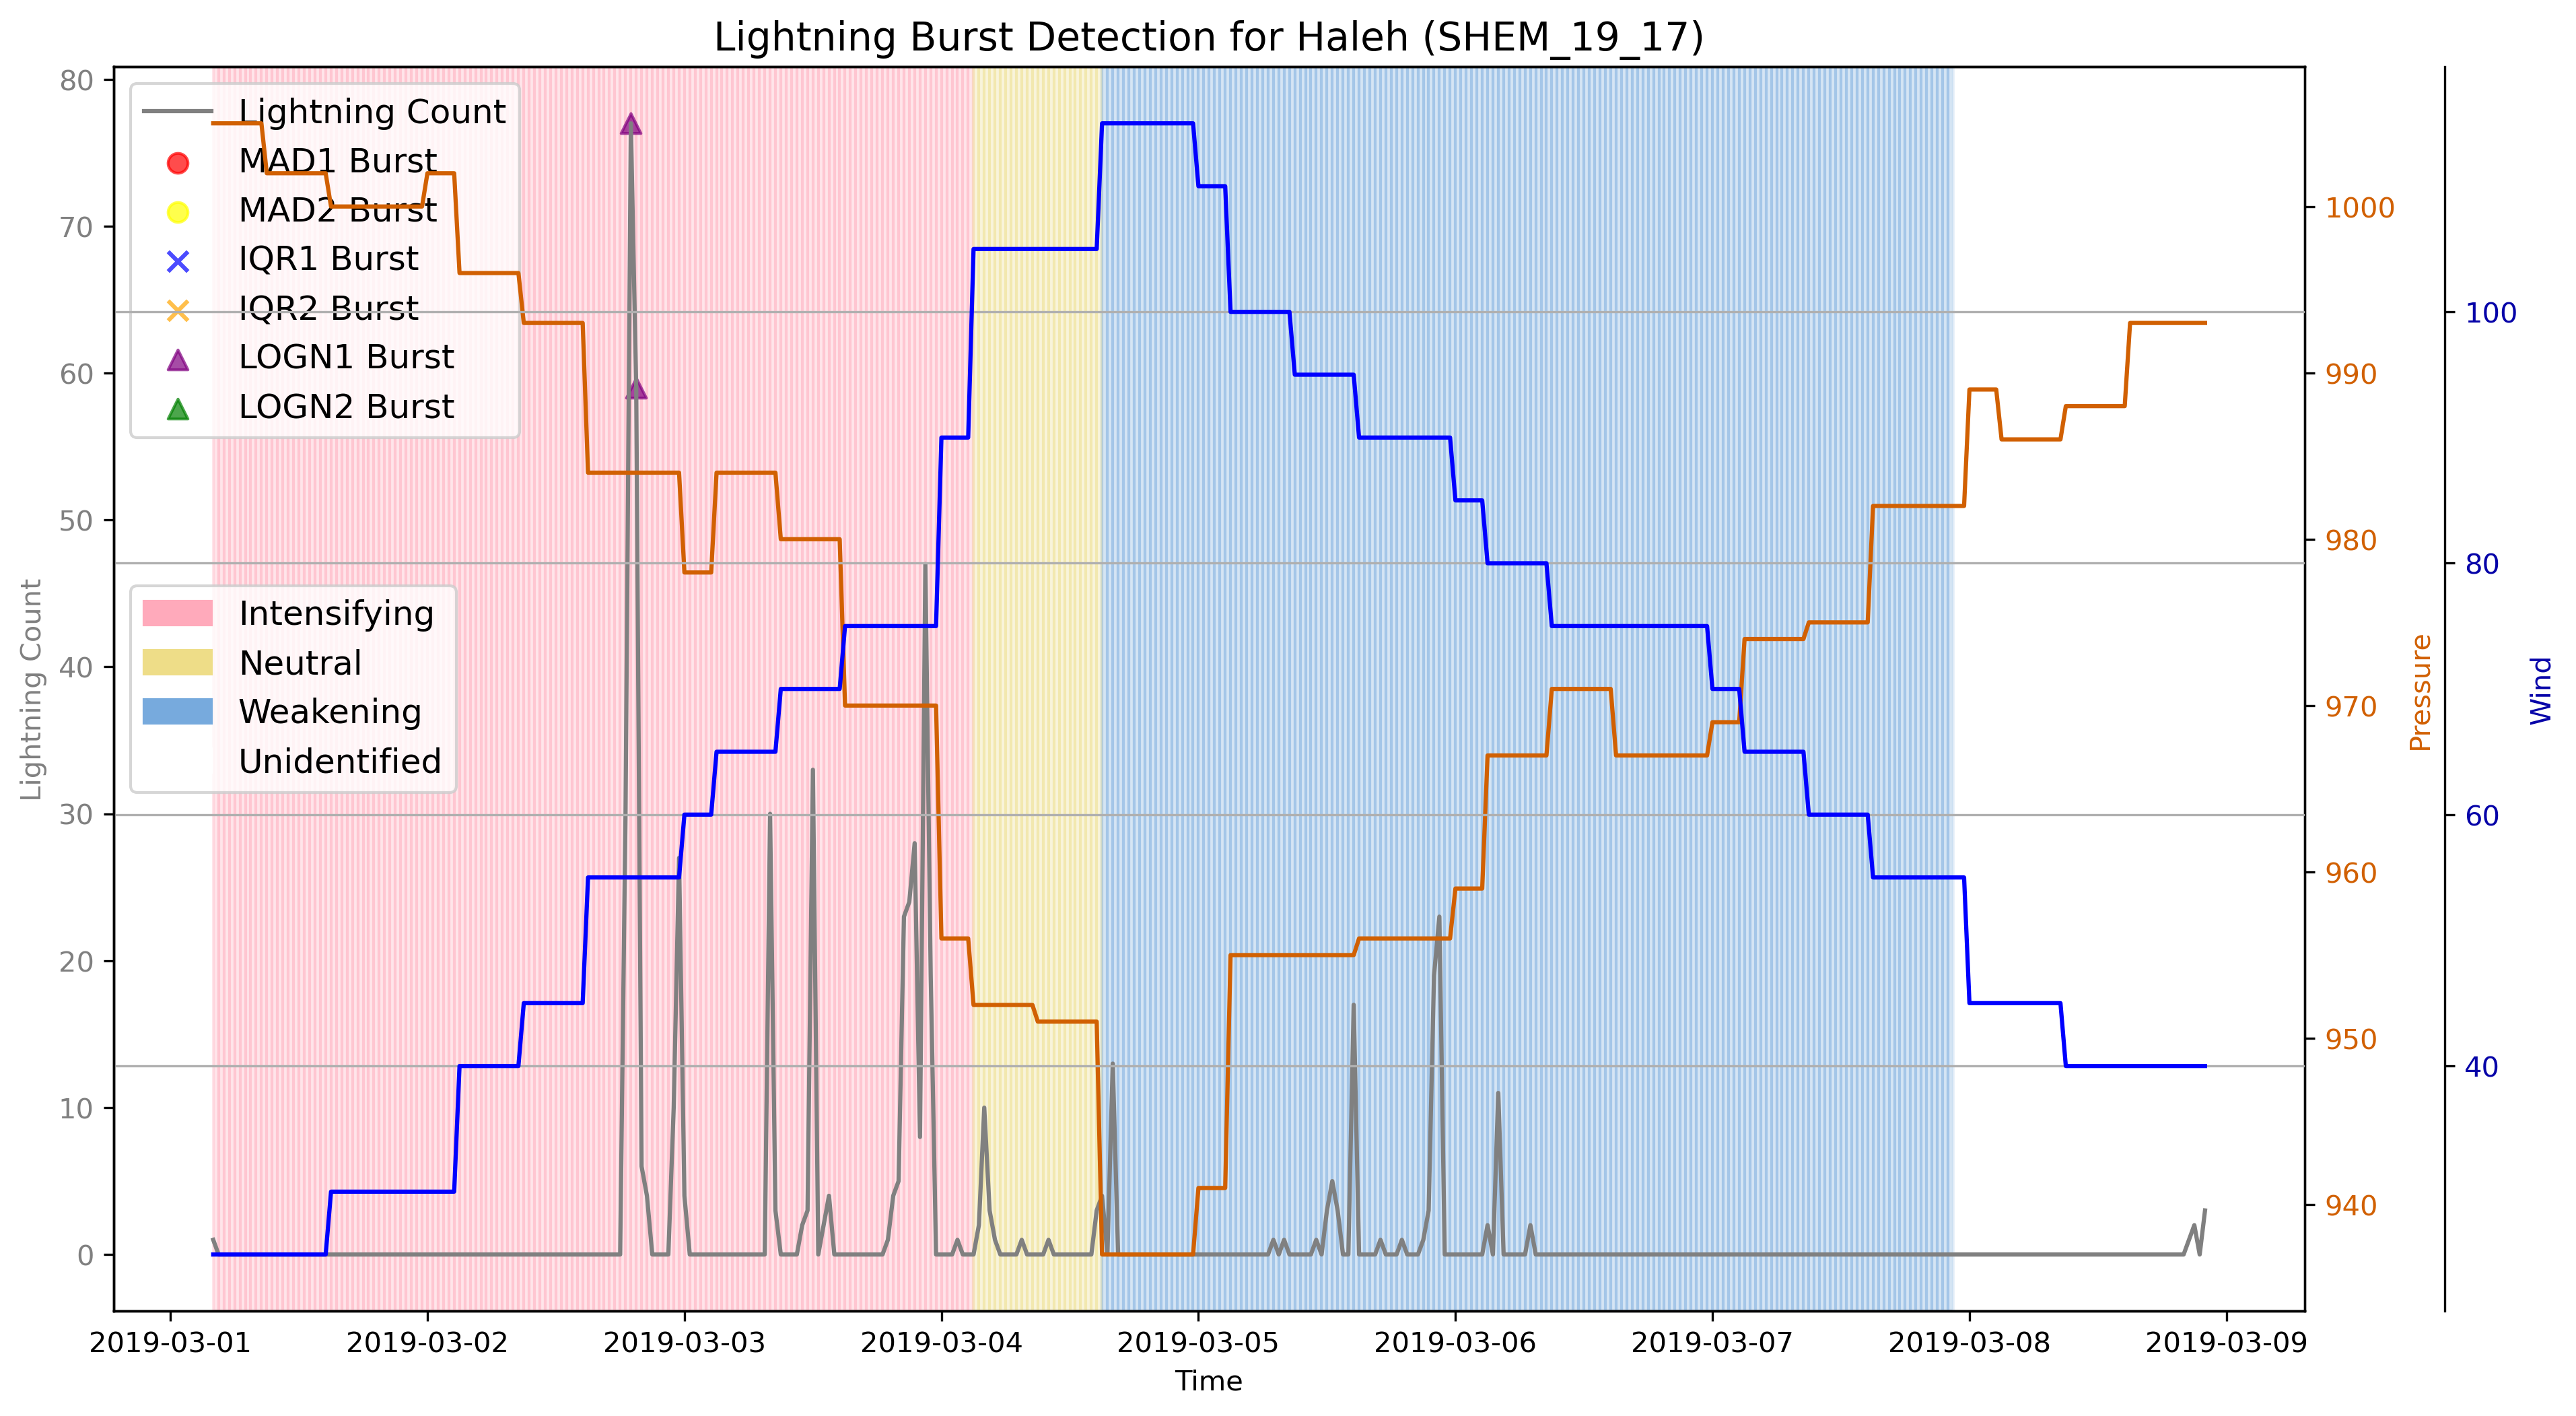 Lightning Burst Detection for Haleh (SHEM_19_17)
80
70
60
50
40
30
20
10
0
Lightning Count
Lightning Count
MAD1 Burst
MAD2 Burst
IQR1 Burst
IQR2 Burst
LOGN1 Burst
LOGN2 Burst
Intensifying
Neutral
Weakening
Unidentified
1000
990
980
970
960
950
940
Pressure
100
80
60
40
Wind
2019-03-01
2019-03-02
2019-03-03
2019-03-04
2019-03-05
2019-03-06
2019-03-07
2019-03-08
2019-03-09
Time